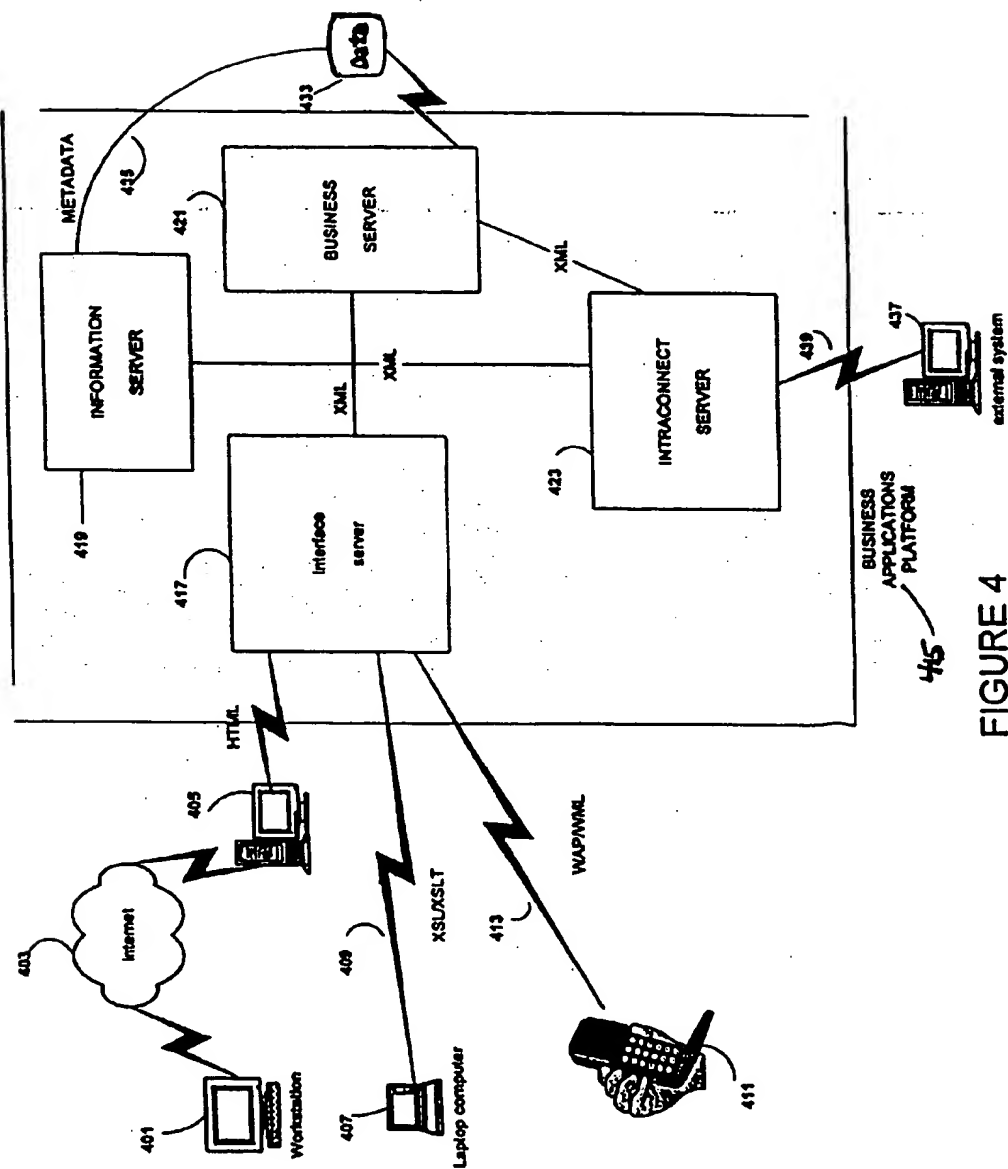 403
Internet
401
Workstation
405
HTML
407
Laptop computer
409
XSL/XSLT
411
413
WAP/WML
419
INFORMATION
SERVER
METADATA
435
433
Data
417
Interface
server
421
BUSINESS
SERVER
XML
XML
XML
423
INTRACONNECT
SERVER
439
437
external system
BUSINESS
APPLICATIONS
PLATFORM
415
FIGURE 4